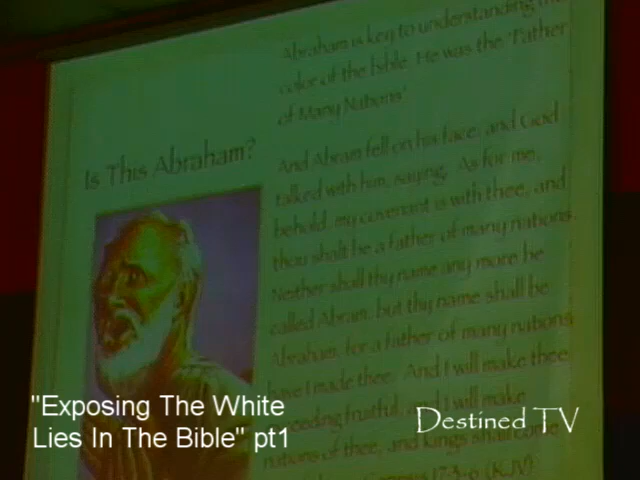 Abraham is key to understanding the
color of the Bible. He was the "Father
of Many Nations"
Is This Abraham?
And Abram fell on his face: and God
talked with him, saying, As for me,
behold, my covenant is with thee, and
thou shalt be a father of many nations.
Neither shall thy name any more be
called Abram, but thy name shall be
Abraham; for a father of many nations
have I made thee. And I will make thee
fruitful, and I will make
nations of thee, and kings shall come
17:3-6 (KJV)
"Exposing The White
Lies In The Bible" pt1
Destined TV